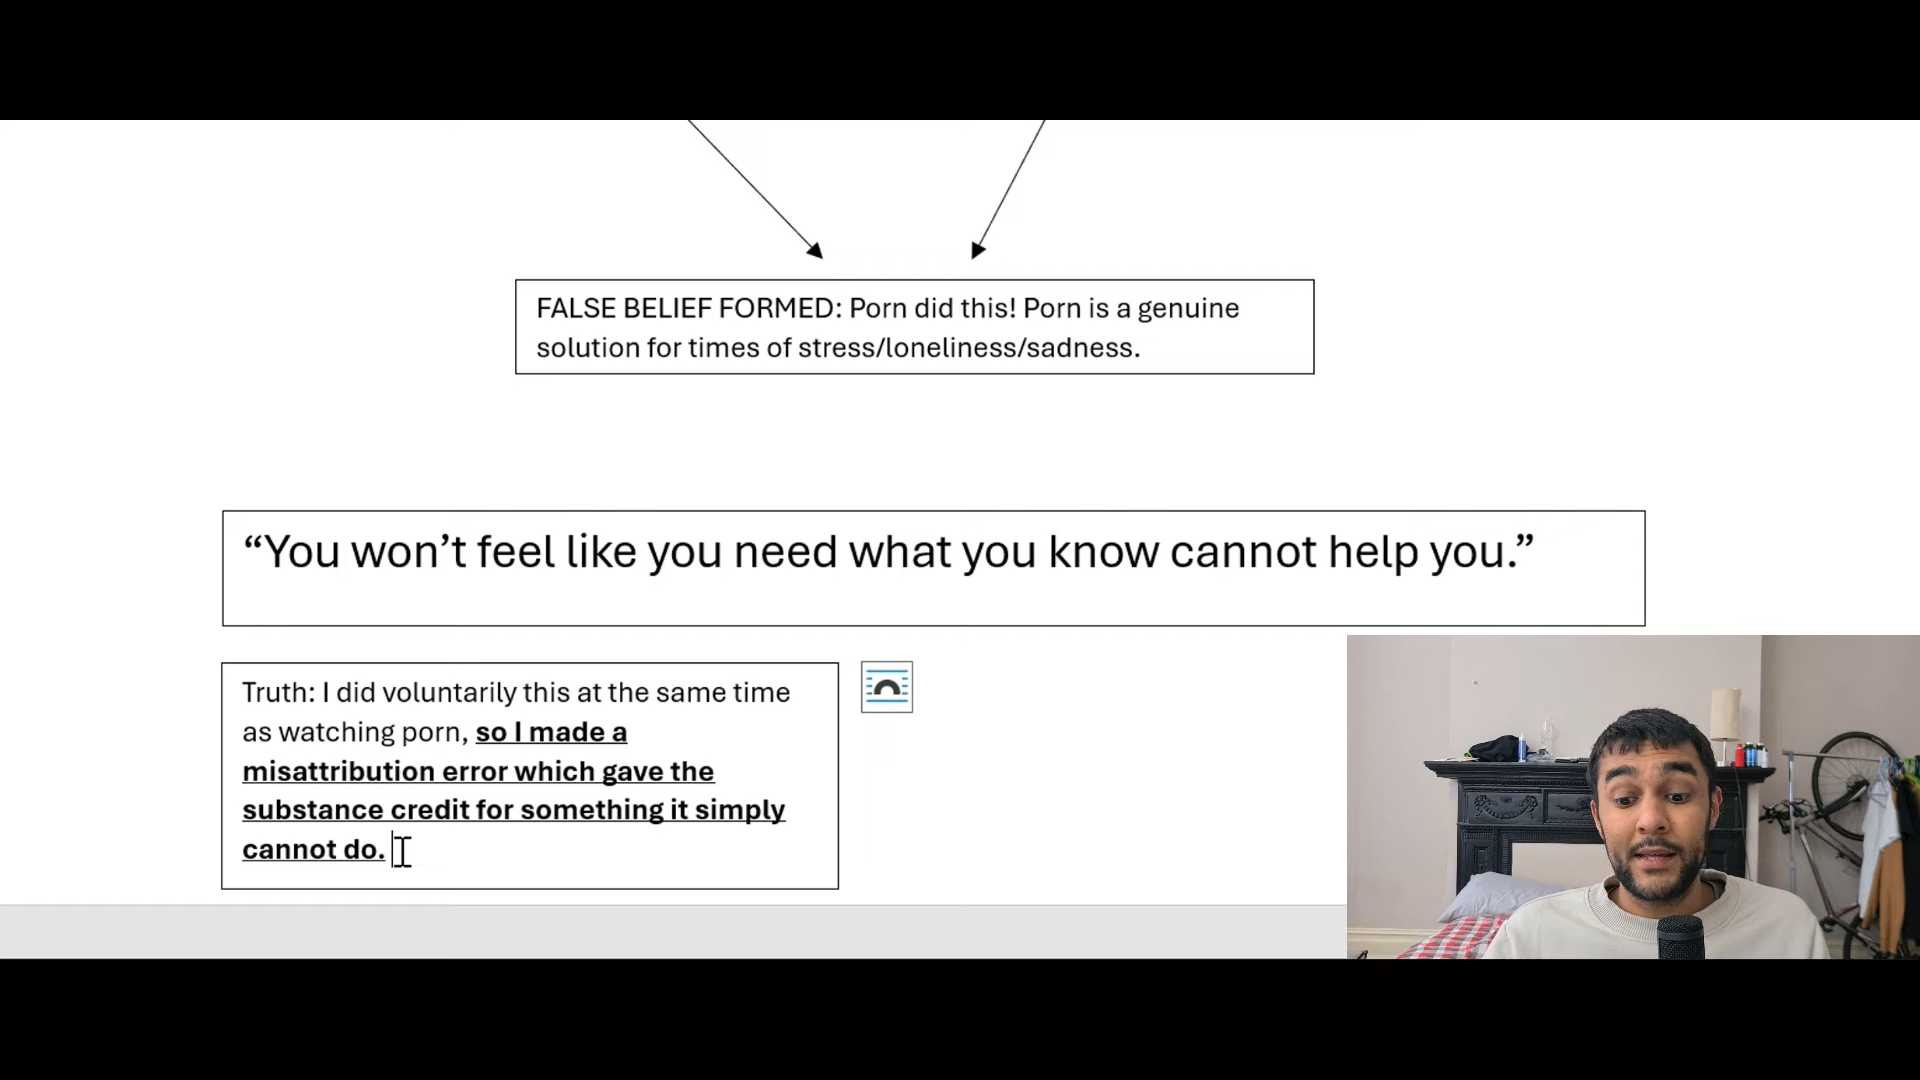 FALSE BELIEF FORMED: Porn did this! Porn is a genuine
solution for times of stress/loneliness/sadness.
“You won’t feel like you need what you know cannot help you.”
Truth: I did voluntarily this at the same time
as watching porn, so I made a
misattribution error which gave the
substance credit for something it simply
cannot do.